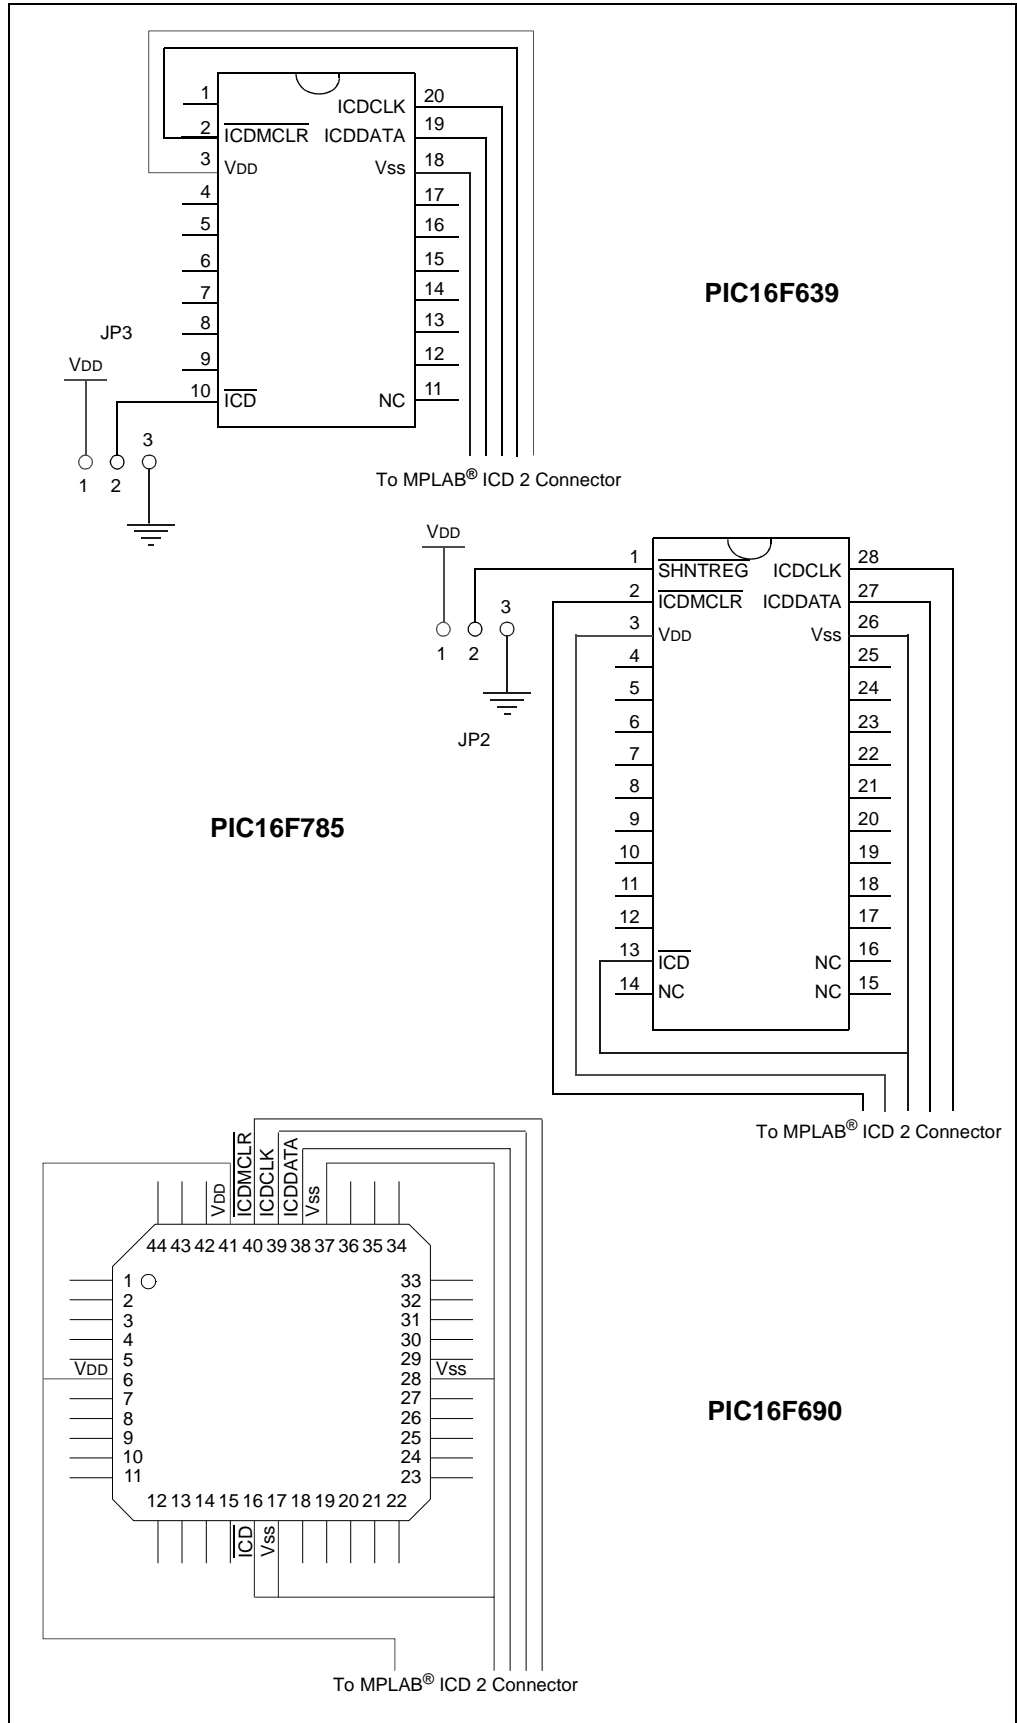 1 20
ICDCLK
2 19
ICDMCLR ICDDATA
3 18
VDD Vss
4 17
5 16
6 15
7 14
8 13
9 12
10 11
ICD NC
JP3
VDD
3
1 2
To MPLAB® ICD 2 Connector
PIC16F639
VDD
3
1 2
JP2
1 28
SHNTREG ICDCLK
2 27
ICDMCLR ICDDATA
3 26
VDD Vss
4 25
5 24
6 23
7 22
8 21
9 20
10 19
11 18
12 17
13 16
ICD NC
14 15
NC NC
PIC16F785
To MPLAB® ICD 2 Connector
VDD
ICDMCLR
ICDCLK
ICDDATA
Vss
44 43 42 41 40 39 38 37 36 35 34
1 33
2 32
3 31
4 30
5 29
VDD Vss
6 28
7 27
8 26
9 25
10 24
11 23
12 13 14 15 16 17 18 19 20 21 22
ICD
Vss
PIC16F690
To MPLAB® ICD 2 Connector